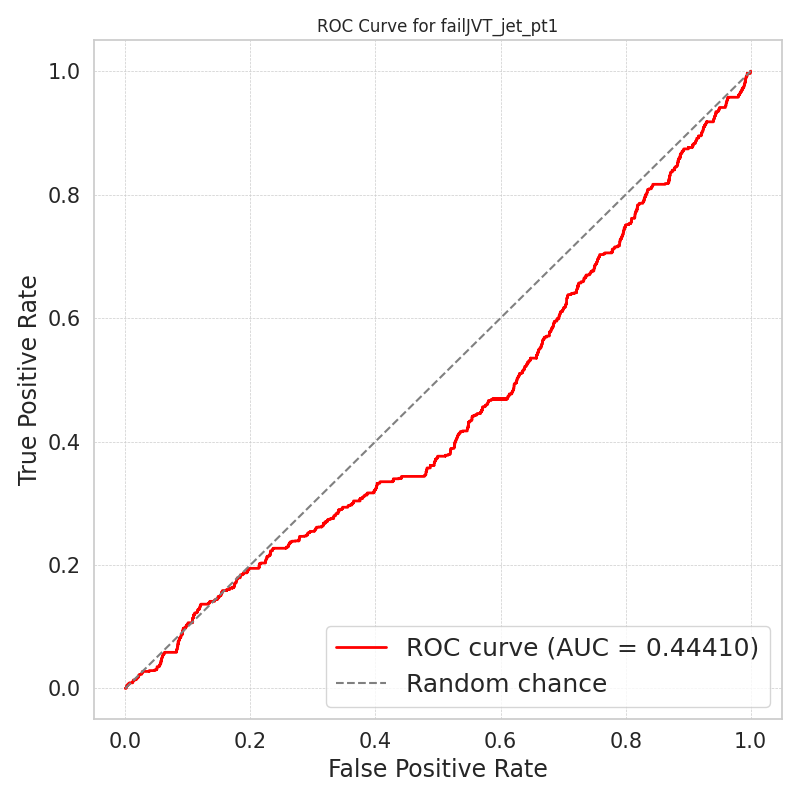 ROC Curve for failJVT_jet_pt1
True Positive Rate
1.0
0.8
0.6
0.4
0.2
0.0
ROC curve (AUC = 0.44410)
Random chance
0.0 0.2 0.4 0.6 0.8 1.0
False Positive Rate